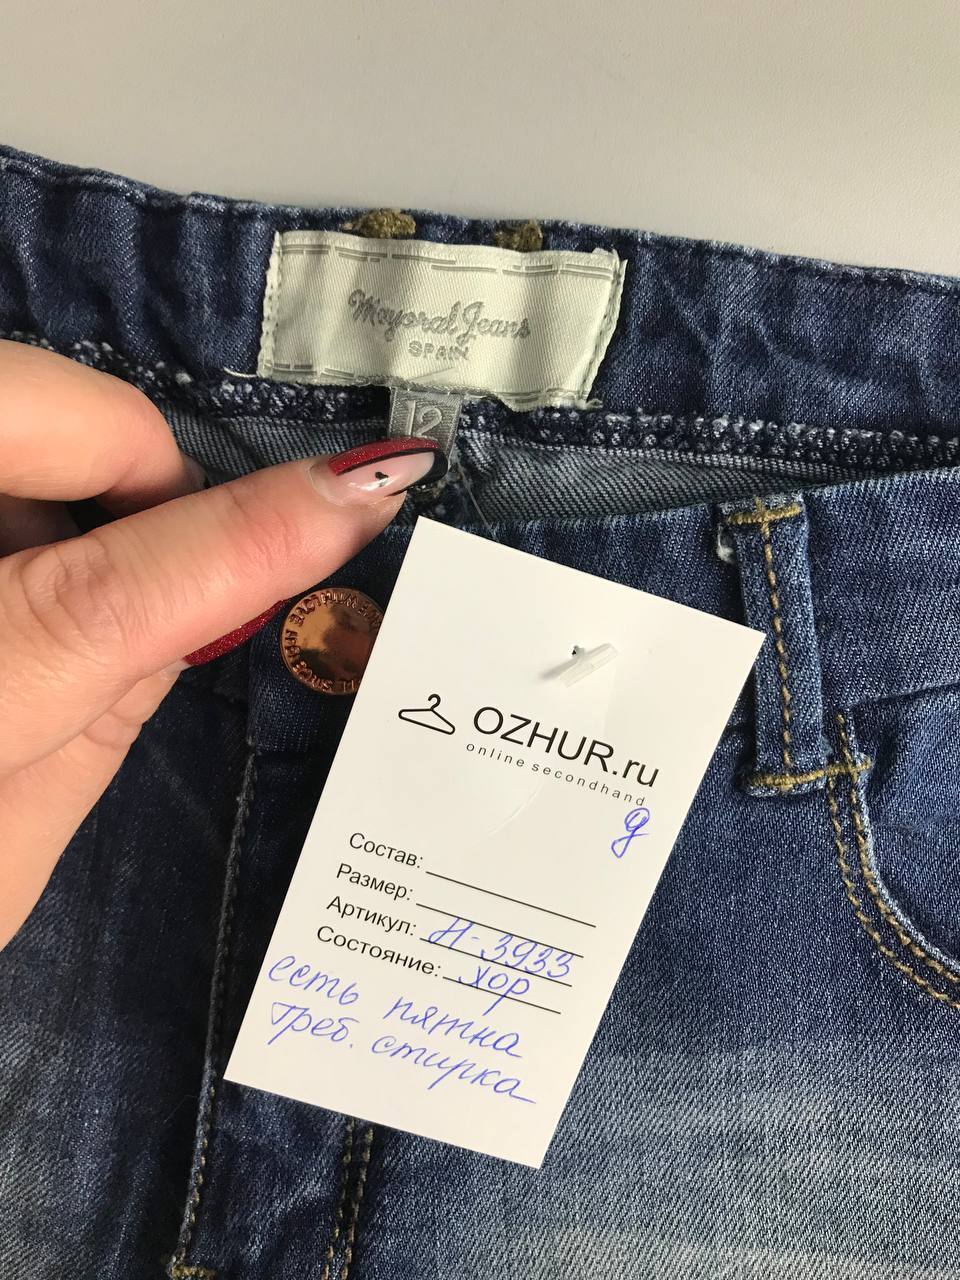 Mayoral Jeans
SPAIN
12
OZHUR.ru
online secondhand
g
Состав:
Размер:
Артикул: Н-3933
Состояние: хор
есть пятна
треб. стирка